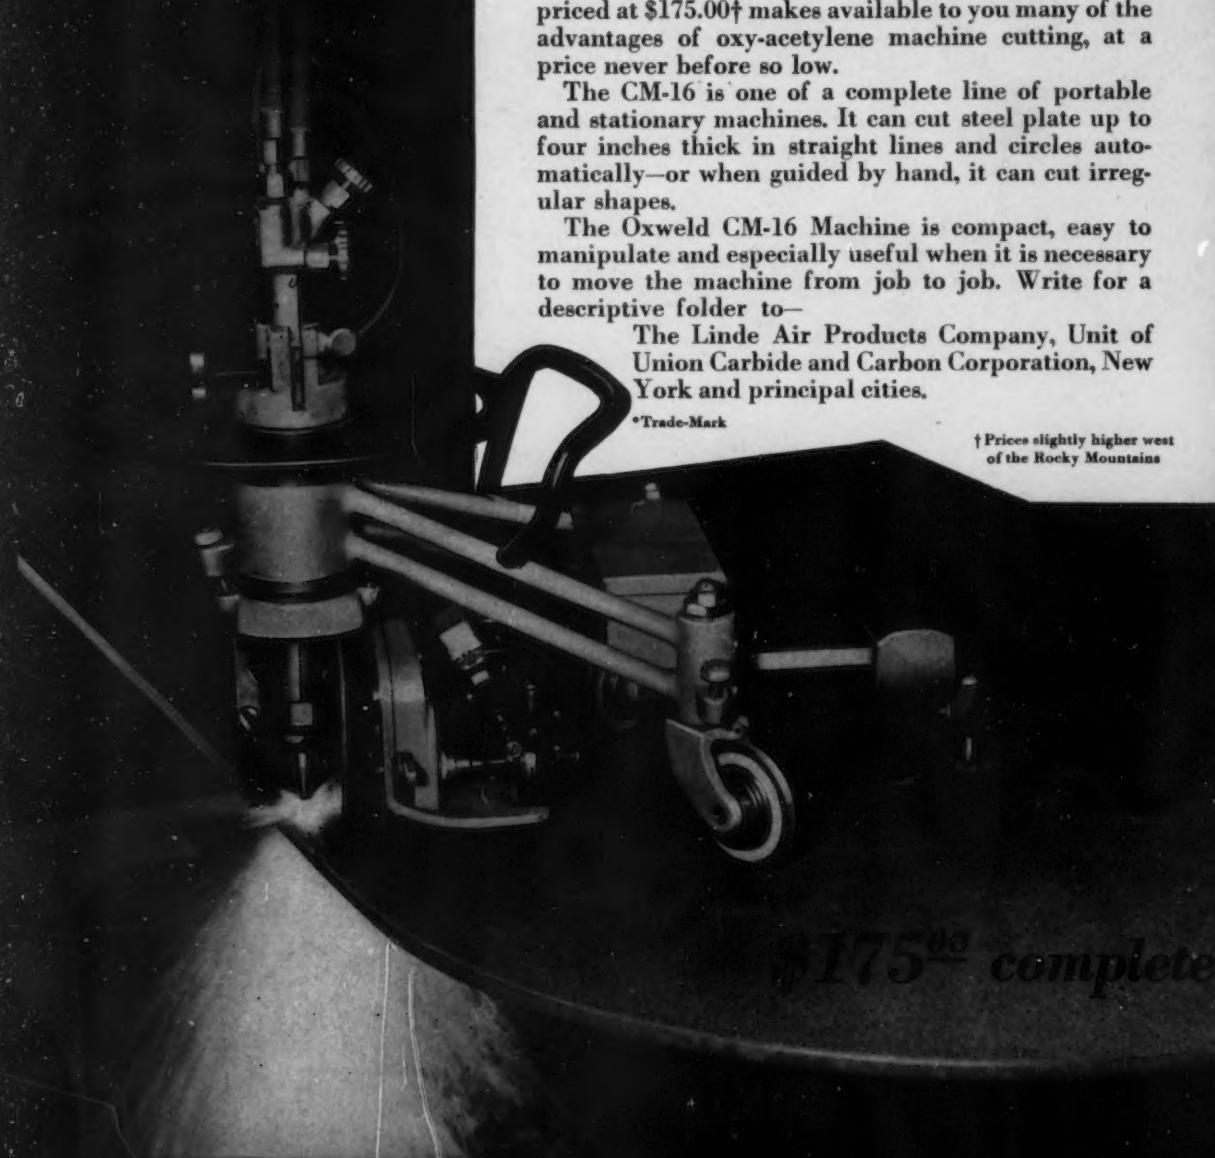 priced at $175.00† makes available to you many of the
advantages of oxy-acetylene machine cutting, at a
price never before so low.
The CM-16 is one of a complete line of portable
and stationary machines. It can cut steel plate up to
four inches thick in straight lines and circles auto-
matically—or when guided by hand, it can cut irreg-
ular shapes.
The Oxweld CM-16 Machine is compact, easy to
manipulate and especially useful when it is necessary
to move the machine from job to job. Write for a
descriptive folder to—
The Linde Air Products Company, Unit of
Union Carbide and Carbon Corporation, New
York and principal cities.
*Trade-Mark
† Prices slightly higher west
of the Rocky Mountains
$175.00 complete